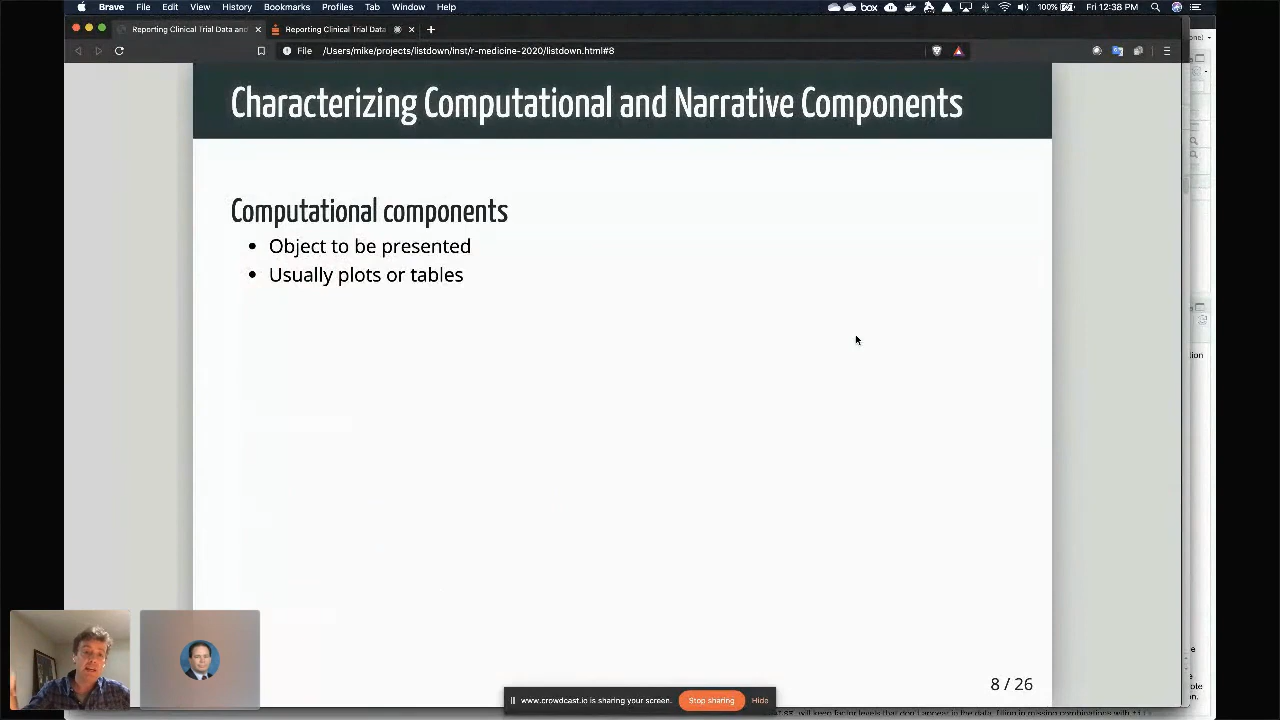 Brave File Edit View History Bookmarks Profiles Tab Window Help
box 100% Fri 12:38 PM
Reporting Clinical Trial Data and
Reporting Clinical Trial Data
File /Users/mike/projects/listdown/inst/r-medicine-2020/listdown.html#8
Characterizing Computational and Narrative Components
Computational components
• Object to be presented
• Usually plots or tables
8 / 26
www.crowdcast.io is sharing your screen. Stop sharing Hide